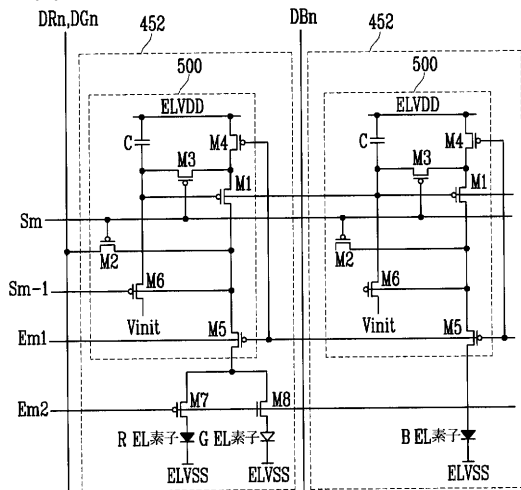 DRn,DGn 452 DBn 452
500 500
ELVDD ELVDD
C M4 C M4
M3 M3
M1 M1
Sm
M2 M2
Sm-1 M6 M6
Vinit Vinit
Em1 M5 M5
Em2 M7 M8
R EL素子 G EL素子 B EL素子
ELVSS ELVSS ELVSS